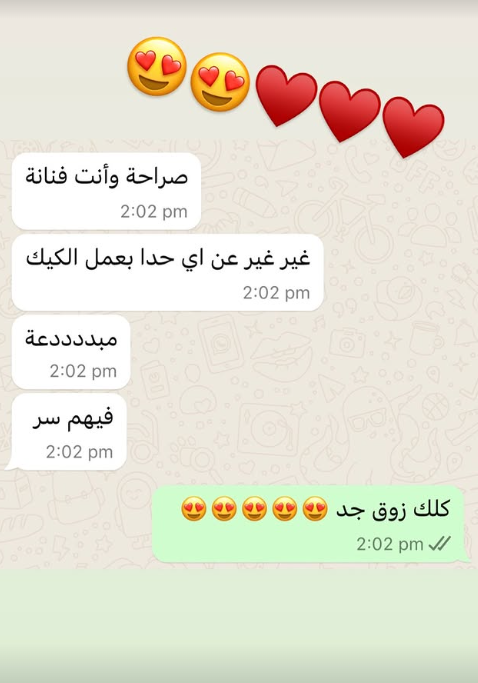 😍😍❤️❤️❤️
صراحة وأنت فنانة
2:02 pm
غير غير عن اي حدا بعمل الكيك
2:02 pm
مبدددددعة
2:02 pm
فيهم سر
2:02 pm
كلك زوق جد 😍😍😍😍😍
2:02 pm